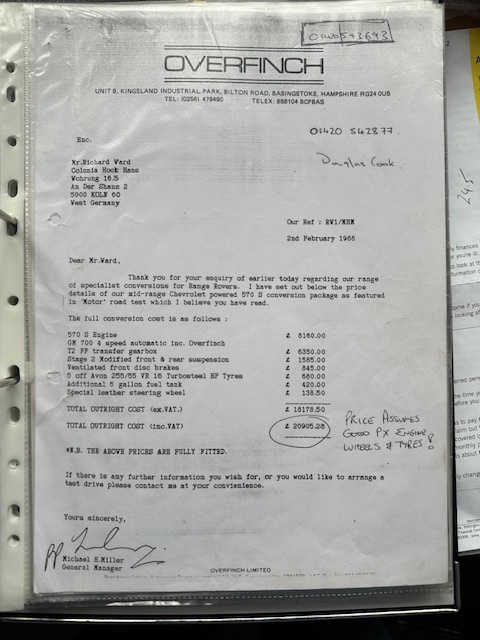 01420 593693
OVERFINCH
UNIT 9, KINGSLAND INDUSTRIAL PARK, BILTON ROAD, BASINGSTOKE, HAMPSHIRE RG24 0UB
TEL: (0256) 479490 TELEX: 858104 BCPBAS
01420 542877.
Enc.
Douglas Cook.
Mr.Richard Ward
Colonia Hoch Haus
Wohrung 16.5
An Der Shanz 2
5000 KOLN 60
West Germany
Our Ref : RW1/MHM
2nd February 1988
Dear Mr.Ward,
Thank you for your enquiry of earlier today regarding our range
of specialist conversions for Range Rovers. I have set out below the price
details of our mid-range Chevrolet powered 570 S conversion package as featured
in 'Motor' road test which I believe you have read.
The full conversion cost is as follows :
570 S Engine £ 8160.00
GM 700 4 speed automatic inc. Overfinch
T2 FF transfer gearbox £ 6350.00
Stage 2 Modified front & rear suspension £ 1585.00
Ventilated front disc brakes £ 845.00
5 off Avon 255/55 VR 16 Turbosteel HP Tyres £ 680.00
Additional 6 gallon fuel tank £ 420.00
Special leather steering wheel £ 138.50
TOTAL OUTRIGHT COST (ex.VAT.) £ 18178.50
TOTAL OUTRIGHT COST (inc.VAT) £ 20905.28
PRICE ASSUMES
GOOD PX ENGINE
WHEELS & TYRES!
*N.B. THE ABOVE PRICES ARE FULLY FITTED.
If there is any further information you wish for, or you would like to arrange a
test drive please contact me at your convienience.
Yours sincerely,
pp
Michael H.Miller
General Manager
OVERFINCH LIMITED
245